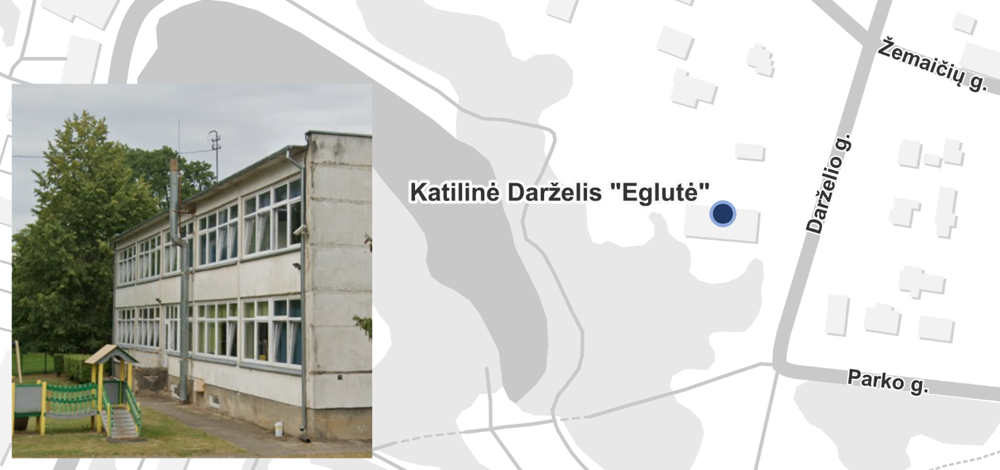 Žemaičių g.
Darželio g.
Katilinė Darželis "Eglutė"
Parko g.